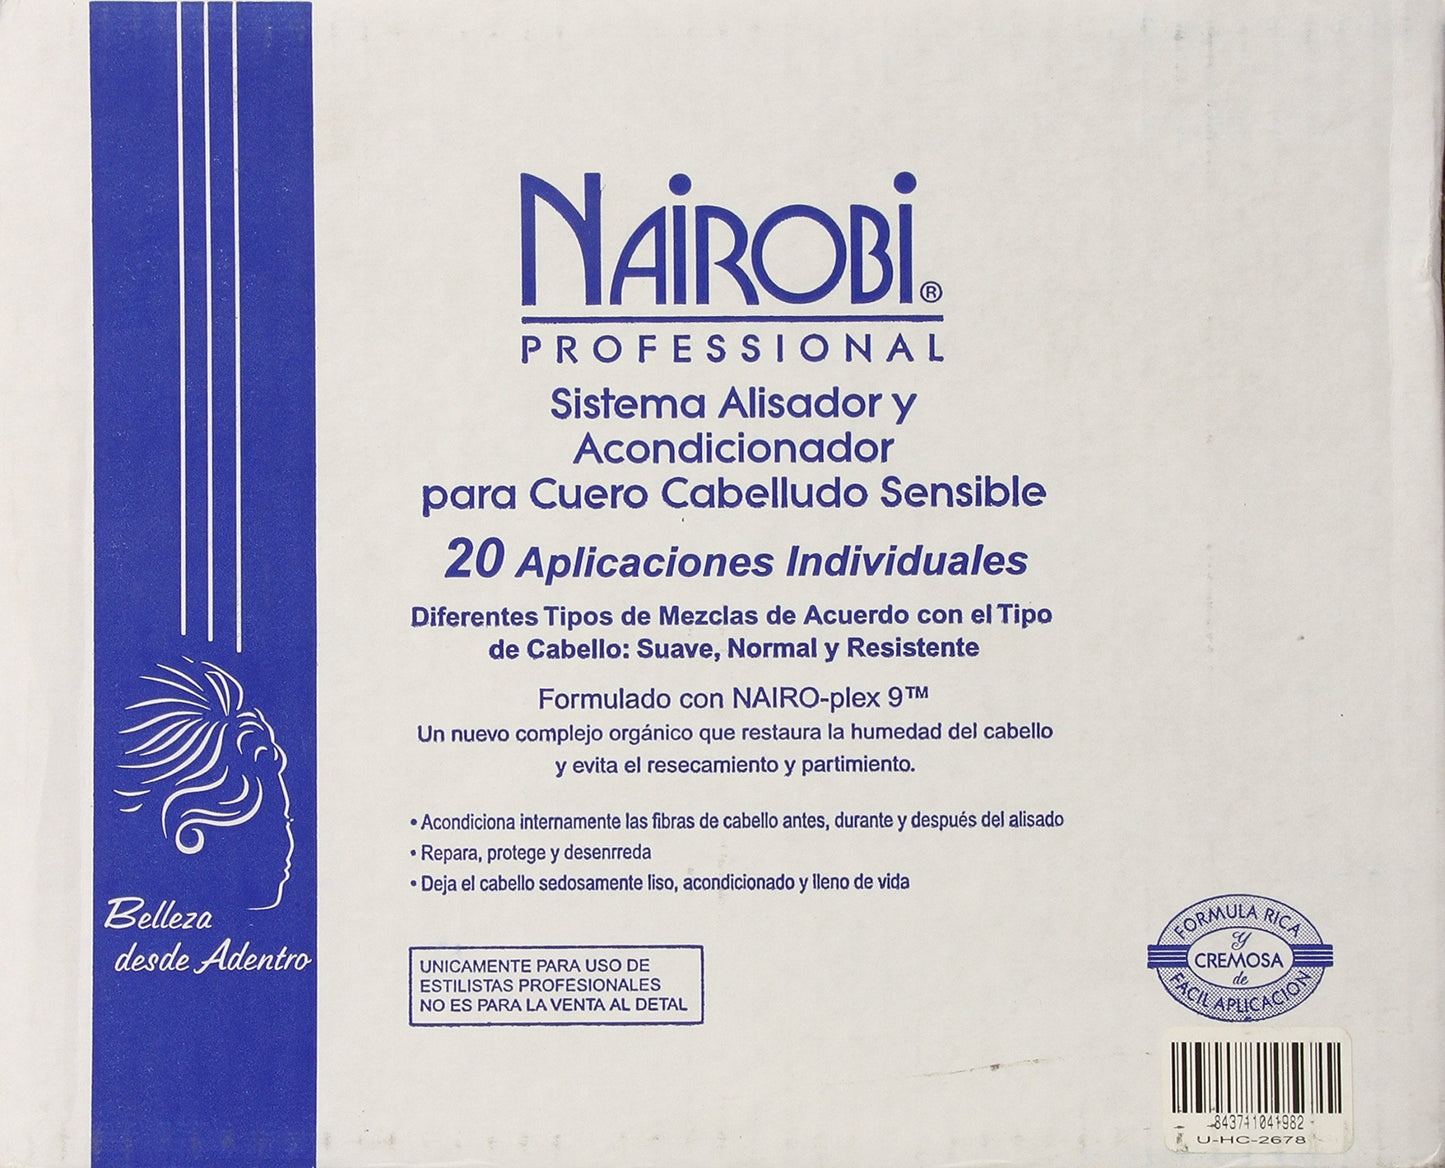 NAIROBI®
PROFESSIONAL
Sistema Alisador y
Acondicionador
para Cuero Cabelludo Sensible
20 Aplicaciones Individuales
Diferentes Tipos de Mezclas de Acuerdo con el Tipo
de Cabello: Suave, Normal y Resistente
Formulado con NAIRO-plex 9™
Un nuevo complejo orgánico que restaura la humedad del cabello
y evita el resecamiento y partimiento.
• Acondiciona internamente las fibras de cabello antes, durante y después del alisado
• Repara, protege y desenrreda
• Deja el cabello sedosamente liso, acondicionado y lleno de vida
Belleza
desde Adentro
UNICAMENTE PARA USO DE
ESTILISTAS PROFESIONALES
NO ES PARA LA VENTA AL DETAL
FORMULA RICA
y
CREMOSA
de
FACIL APLICACION
843711041982
U-HC-2678